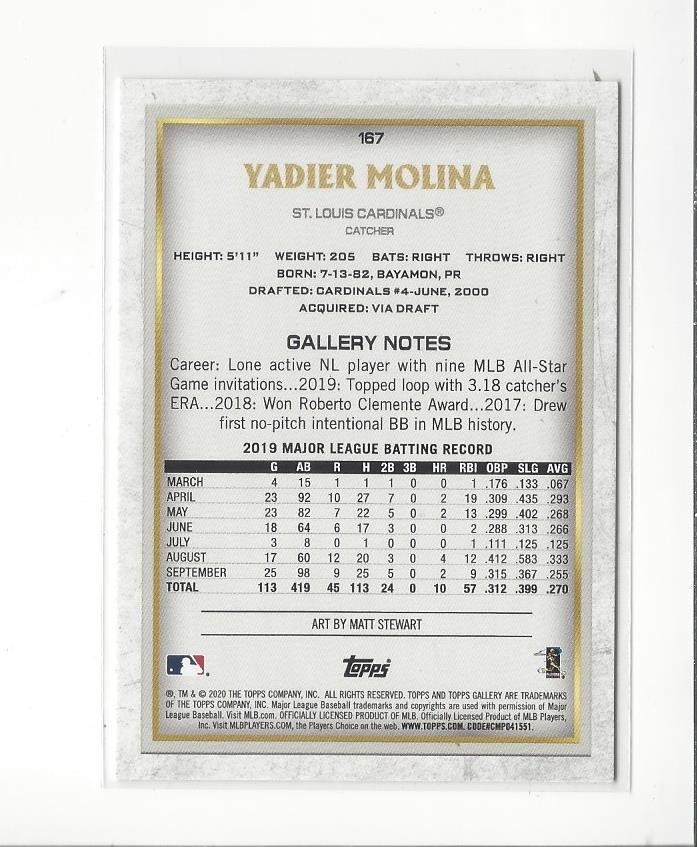 167
YADIER MOLINA
ST. LOUIS CARDINALS®
CATCHER
HEIGHT: 5'11" WEIGHT: 205 BATS: RIGHT THROWS: RIGHT
BORN: 7-13-82, BAYAMON, PR
DRAFTED: CARDINALS #4-JUNE, 2000
ACQUIRED: VIA DRAFT
GALLERY NOTES
Career: Lone active NL player with nine MLB All-Star
Game invitations...2019: Topped loop with 3.18 catcher's
ERA...2018: Won Roberto Clemente Award...2017: Drew
first no-pitch intentional BB in MLB history.
2019 MAJOR LEAGUE BATTING RECORD
G AB R H 2B 3B HR RBI OBP SLG AVG
MARCH 4 15 1 1 1 0 0 1 .176 .133 .067
APRIL 23 92 10 27 7 0 2 19 .309 .435 .293
MAY 23 82 7 22 5 0 2 13 .299 .402 .268
JUNE 18 64 6 17 3 0 0 2 .288 .313 .266
JULY 3 8 0 1 0 0 0 1 .111 .125 .125
AUGUST 17 60 12 20 3 0 4 12 .412 .583 .333
SEPTEMBER 25 98 9 25 5 0 2 9 .315 .367 .255
TOTAL 113 419 45 113 24 0 10 57 .312 .399 .270
ART BY MATT STEWART
Topps
®, TM & © 2020 THE TOPPS COMPANY, INC. ALL RIGHTS RESERVED. TOPPS AND TOPPS GALLERY ARE TRADEMARKS
OF THE TOPPS COMPANY, INC. Major League Baseball trademarks and copyrights are used with permission of Major
League Baseball. Visit MLB.com. OFFICIALLY LICENSED PRODUCT OF MLB. Officially Licensed Product of MLB Players,
Inc. Visit MLBPLAYERS.COM, the Players Choice on the web. WWW.TOPPS.COM. CODE#CMP041551.